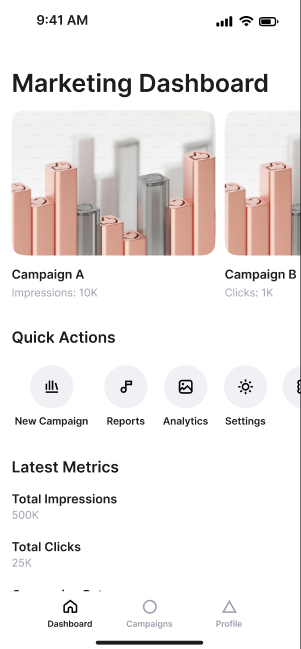 9:41 AM
Marketing Dashboard
Campaign A
Campaign B
Impressions: 10K
Clicks: 1K
Quick Actions
New Campaign
Reports
Analytics
Settings
Latest Metrics
Total Impressions
500K
Total Clicks
25K
Dashboard
Campaigns
Profile